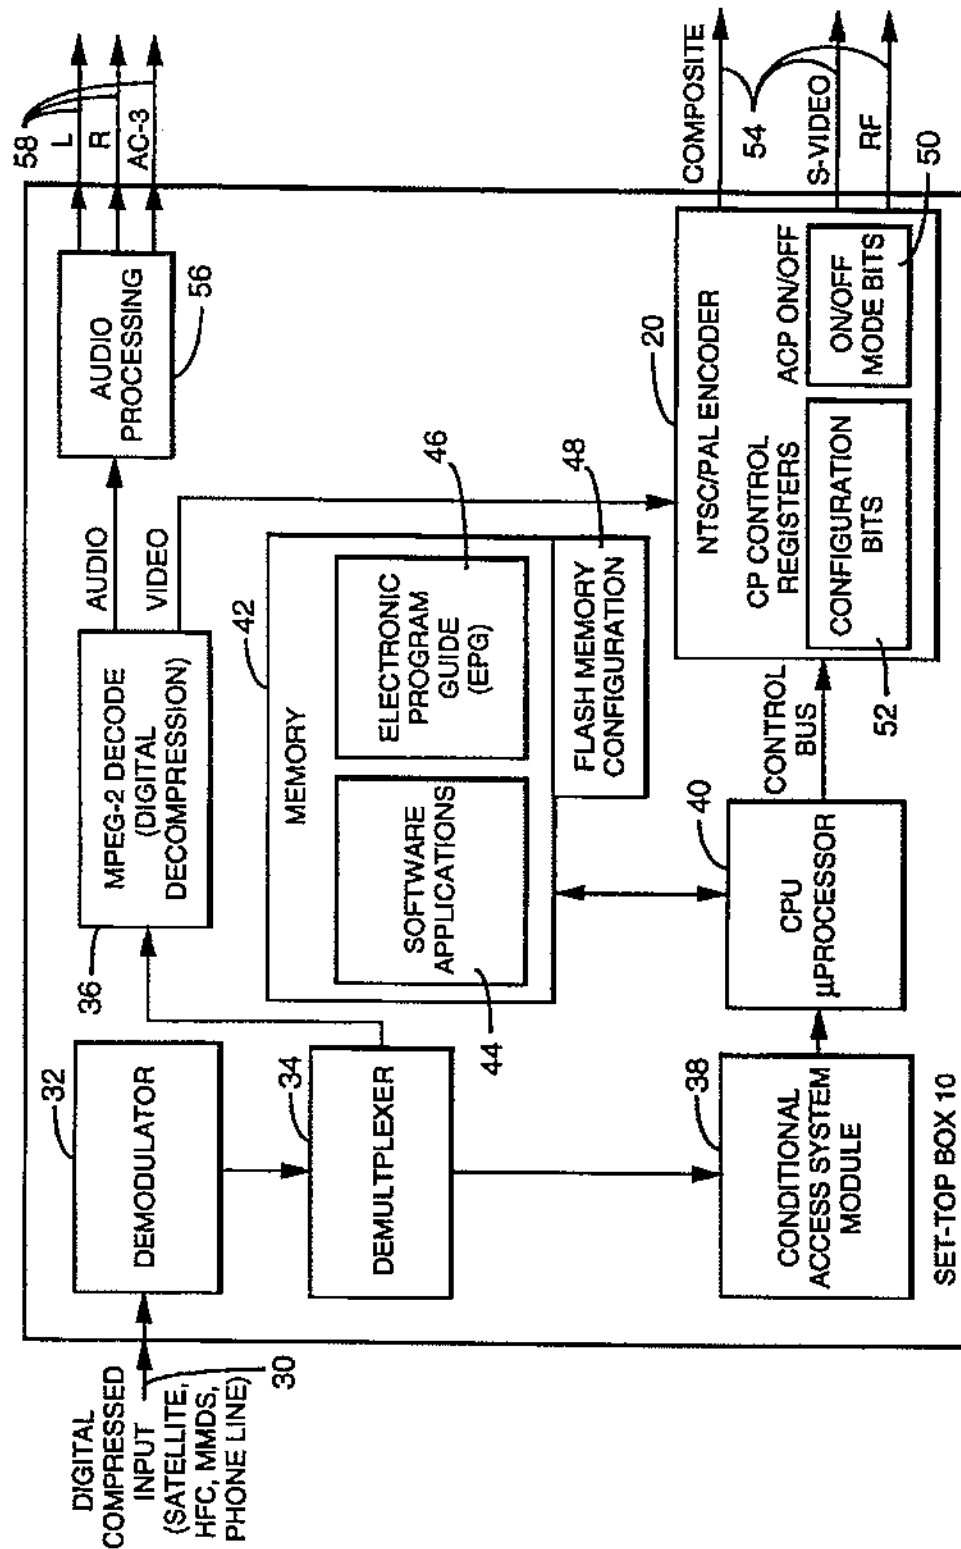 DIGITAL
COMPRESSED
INPUT
(SATELLITE,
HFC, MMDS,
PHONE LINE)
30
32
DEMODULATOR
34
DEMULTPLEXER
36
MPEG-2 DECODE
(DIGITAL
DECOMPRESSION)
AUDIO
VIDEO
AUDIO
PROCESSING
56
58
L
R
AC-3
42
MEMORY
SOFTWARE
APPLICATIONS
44
ELECTRONIC
PROGRAM
GUIDE
(EPG)
46
FLASH MEMORY
CONFIGURATION
48
38
CONDITIONAL
ACCESS SYSTEM
MODULE
40
CPU
μPROCESSOR
CONTROL
BUS
20
NTSC/PAL ENCODER
CP CONTROL
REGISTERS
ACP ON/OFF
CONFIGURATION
BITS
52
ON/OFF
MODE BITS
50
COMPOSITE
54
S-VIDEO
RF
SET-TOP BOX 10